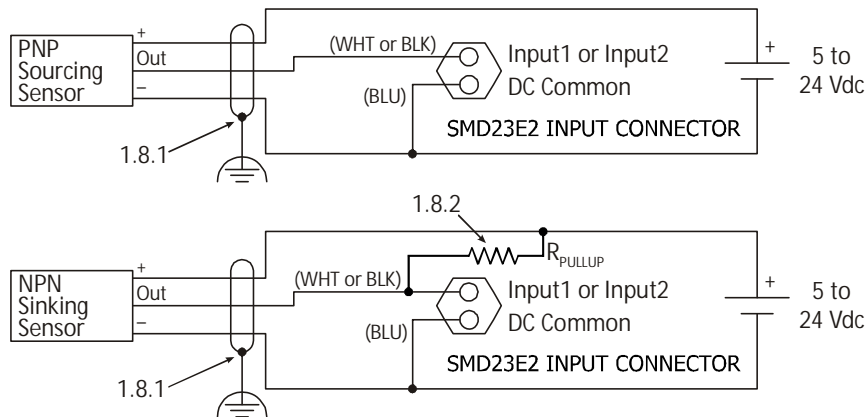 PNP
Sourcing
Sensor
+
Out
–
(WHT or BLK)
(BLU)
Input1 or Input2
DC Common
SMD23E2 INPUT CONNECTOR
+
5 to
24 Vdc
1.8.1
1.8.2
R PULLUP
NPN
Sinking
Sensor
+
Out
–
(WHT or BLK)
(BLU)
Input1 or Input2
DC Common
SMD23E2 INPUT CONNECTOR
+
5 to
24 Vdc
1.8.1